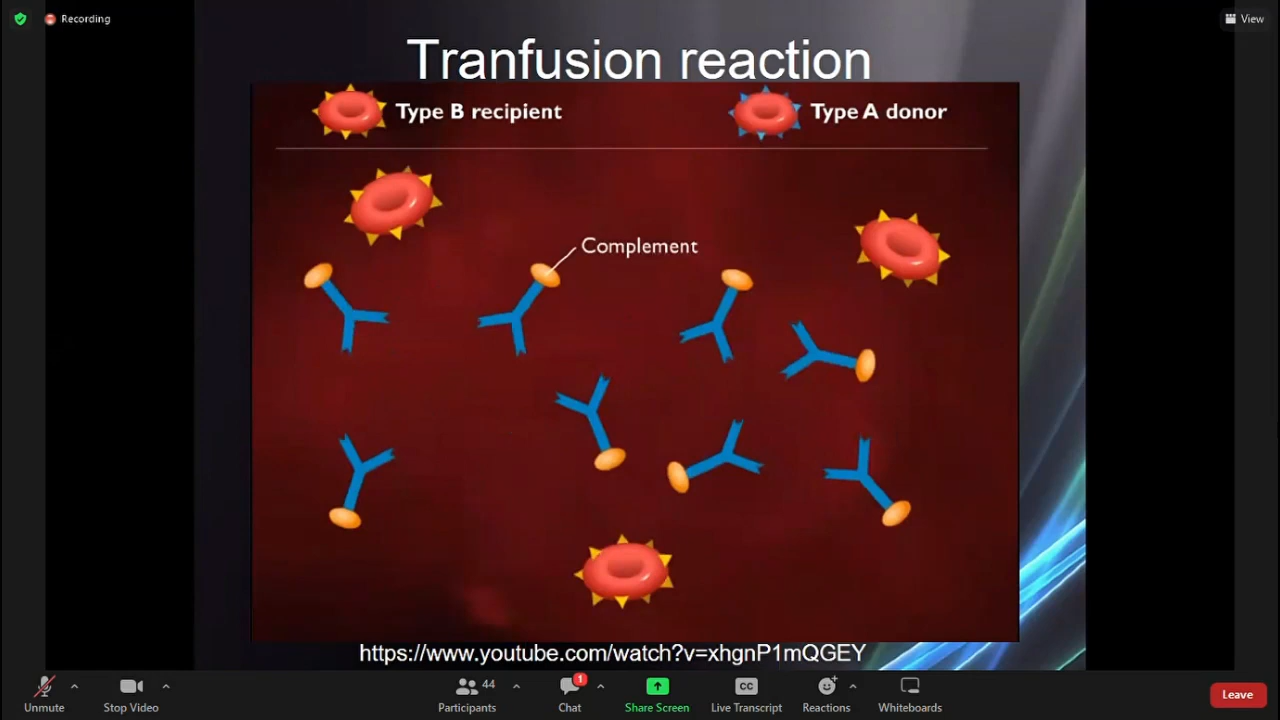 Recording
View
Tranfusion reaction
Type B recipient
Type A donor
Complement
https://www.youtube.com/watch?v=xhgnP1mQGEY
Unmute
Stop Video
44
Participants
1
Chat
Share Screen
CC
Live Transcript
Reactions
Whiteboards
Leave